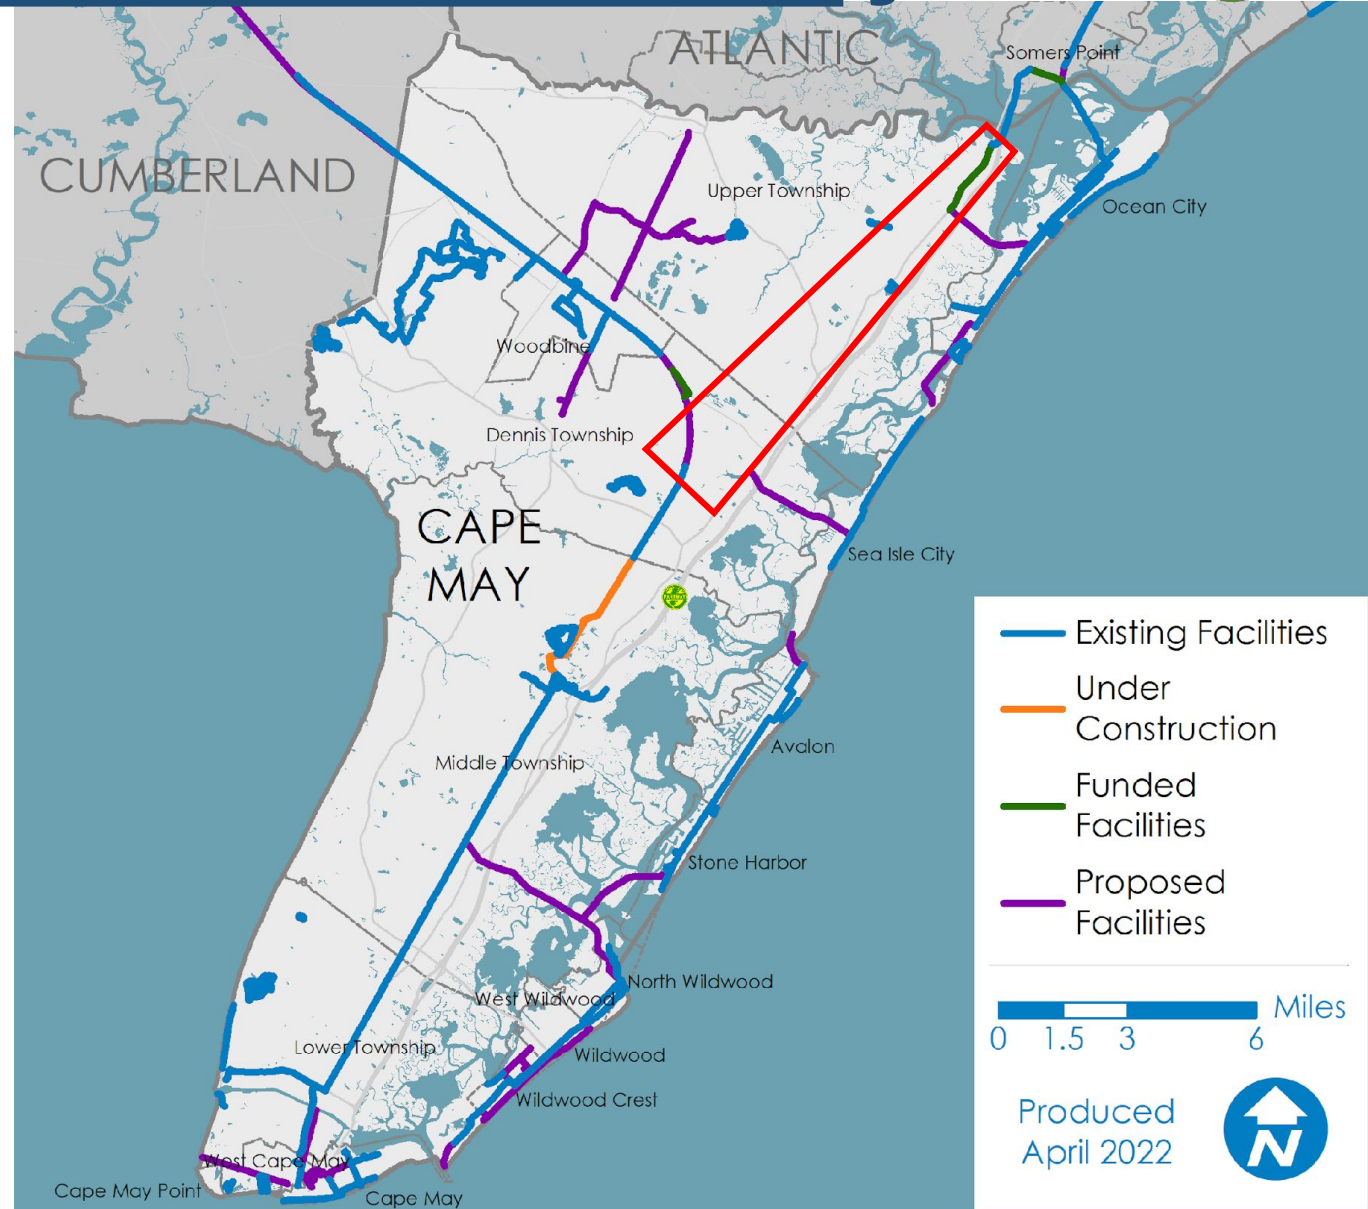 ATLANTIC
Somers Point
CUMBERLAND
Upper Township
Ocean City
Woodbine
Dennis Township
CAPE
MAY
Sea Isle City
Existing Facilities
Under
Construction
Funded
Facilities
Proposed
Facilities
Avalon
Middle Township
Stone Harbor
North Wildwood
West Wildwood
Lower Township
Wildwood
Wildwood Crest
Miles
0 1.5 3 6
Produced
April 2022
N
West Cape May
Cape May Point
Cape May